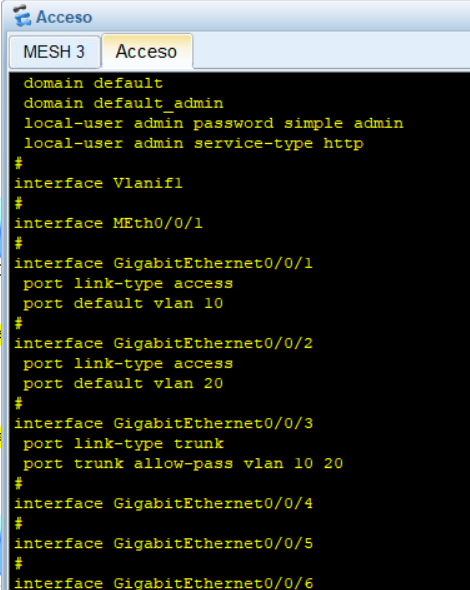 Acceso
MESH 3
Acceso
domain default
domain default_admin
local-user admin password simple admin
local-user admin service-type http
#
interface Vlanif1
#
interface MEth0/0/1
#
interface GigabitEthernet0/0/1
port link-type access
port default vlan 10
#
interface GigabitEthernet0/0/2
port link-type access
port default vlan 20
#
interface GigabitEthernet0/0/3
port link-type trunk
port trunk allow-pass vlan 10 20
#
interface GigabitEthernet0/0/4
#
interface GigabitEthernet0/0/5
#
interface GigabitEthernet0/0/6